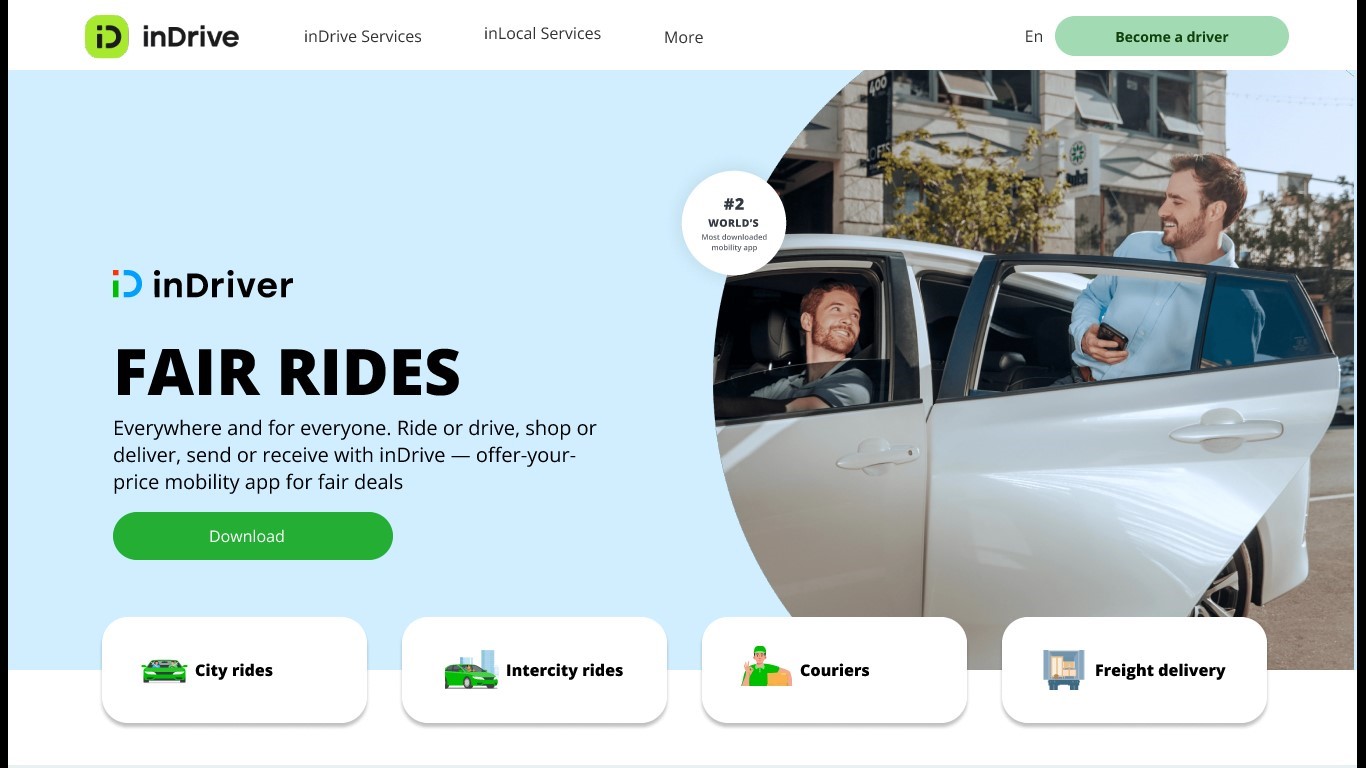 inDrive
inDrive Services
inLocal Services
More
En
Become a driver
400
LOFTS
#2
WORLD'S
Most downloaded
mobility app
inDriver
FAIR RIDES
Everywhere and for everyone. Ride or drive, shop or
deliver, send or receive with inDrive — offer-your-
price mobility app for fair deals
Download
City rides
Intercity rides
Couriers
Freight delivery